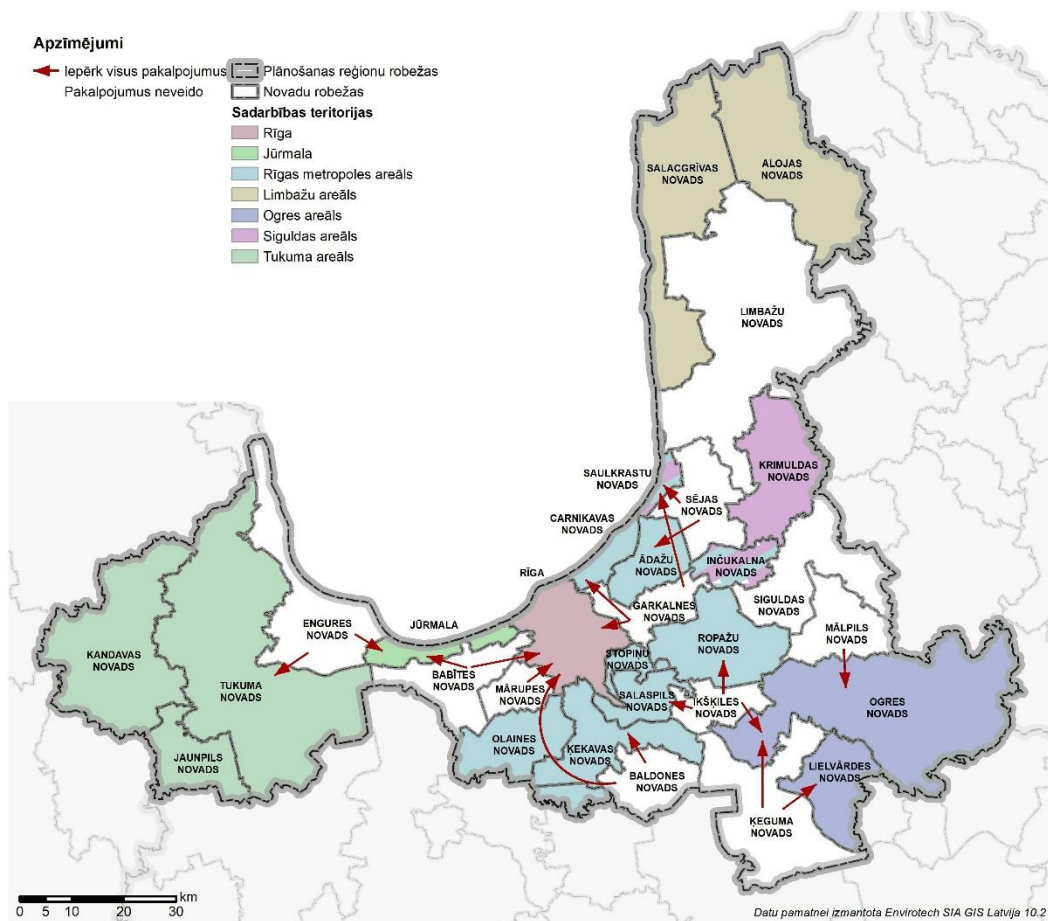 Apzīmējumi
Iepērk visus pakalpojumus
Pakalpojumus neveido
Plānošanas reģionu robežas
Novadu robežas
Sadarbības teritorijas
Rīga
Jūrmala
Rīgas metropoles areāls
Limbažu areāls
Ogres areāls
Siguldas areāls
Tukuma areāls
SALACGRĪVAS
NOVADS
ALOJAS
NOVADS
LIMBAŽU
NOVADS
KRIMULDAS
NOVADS
SAULKRASTU
NOVADS
SĒJAS
NOVADS
CARNIKAVAS
NOVADS
ĀDAŽU
NOVADS
INČUKALNA
NOVADS
RĪGA
GARKALNES
NOVADS
SIGULDAS
NOVADS
MĀLPILS
NOVADS
ENGURES
NOVADS
JŪRMALA
ROPAŽU
NOVADS
STOPIŅU
NOVADS
KANDAVAS
NOVADS
TUKUMA
NOVADS
BABĪTES
NOVADS
MĀRUPES
NOVADS
SALASPILS
NOVADS
IKŠĶILES
NOVADS
OGRES
NOVADS
OLAINES
NOVADS
ĶEKAVAS
NOVADS
JAUNPILS
NOVADS
LIELVĀRDES
NOVADS
BALDONES
NOVADS
ĶEGUMA
NOVADS
km
0 5 10 20 30
Datu pamatnei izmantota Envirotech SIA GIS Latvija 10.2